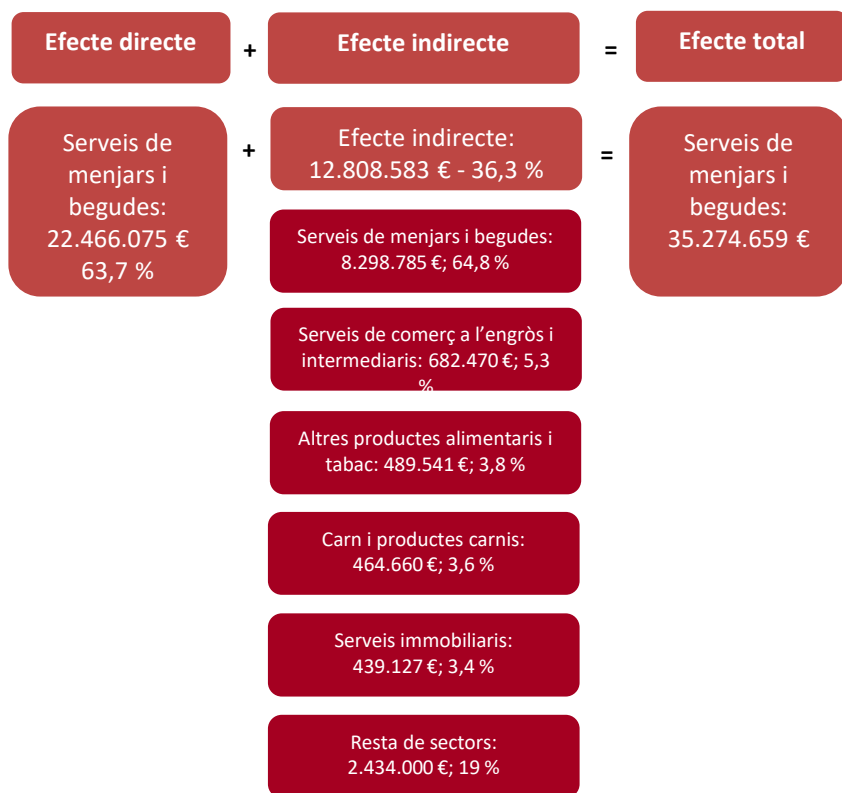 Efecte directe
+
Efecte indirecte
=
Efecte total
Serveis de
menjars i
begudes:
22.466.075 €
63,7 %
+
Efecte indirecte:
12.808.583 € - 36,3 %
=
Serveis de
menjars i
begudes:
35.274.659 €
Serveis de menjars i begudes:
8.298.785 €; 64,8 %
Serveis de comerç a l’engròs i
intermediaris: 682.470 €; 5,3
%
Altres productes alimentaris i
tabac: 489.541 €; 3,8 %
Carn i productes carnis:
464.660 €; 3,6 %
Serveis immobiliaris:
439.127 €; 3,4 %
Resta de sectors:
2.434.000 €; 19 %